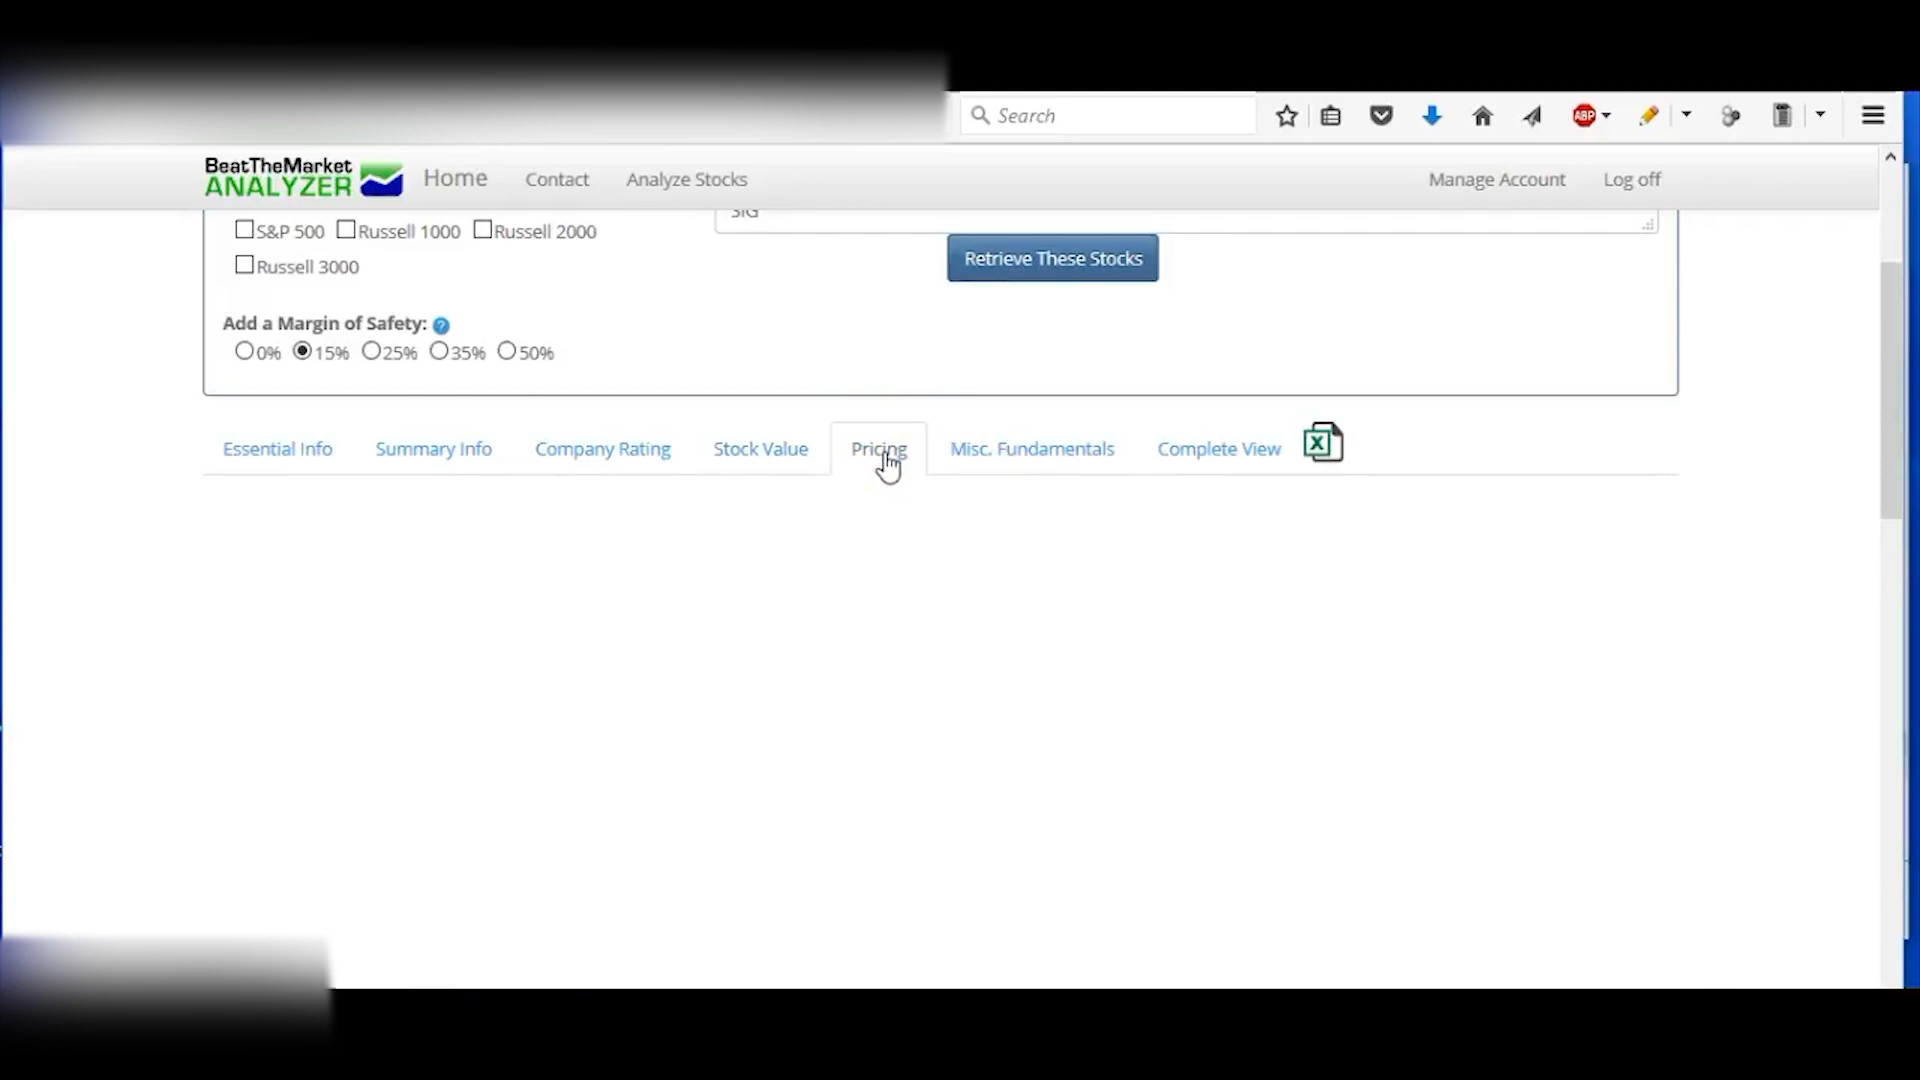 Search
ABP
BeatTheMarket
ANALYZER
Home
Contact
Analyze Stocks
Manage Account
Log off
SIG
S&P 500
Russell 1000
Russell 2000
Russell 3000
Retrieve These Stocks
Add a Margin of Safety: ?
0%
15%
25%
35%
50%
Essential Info
Summary Info
Company Rating
Stock Value
Pricing
Misc. Fundamentals
Complete View
X